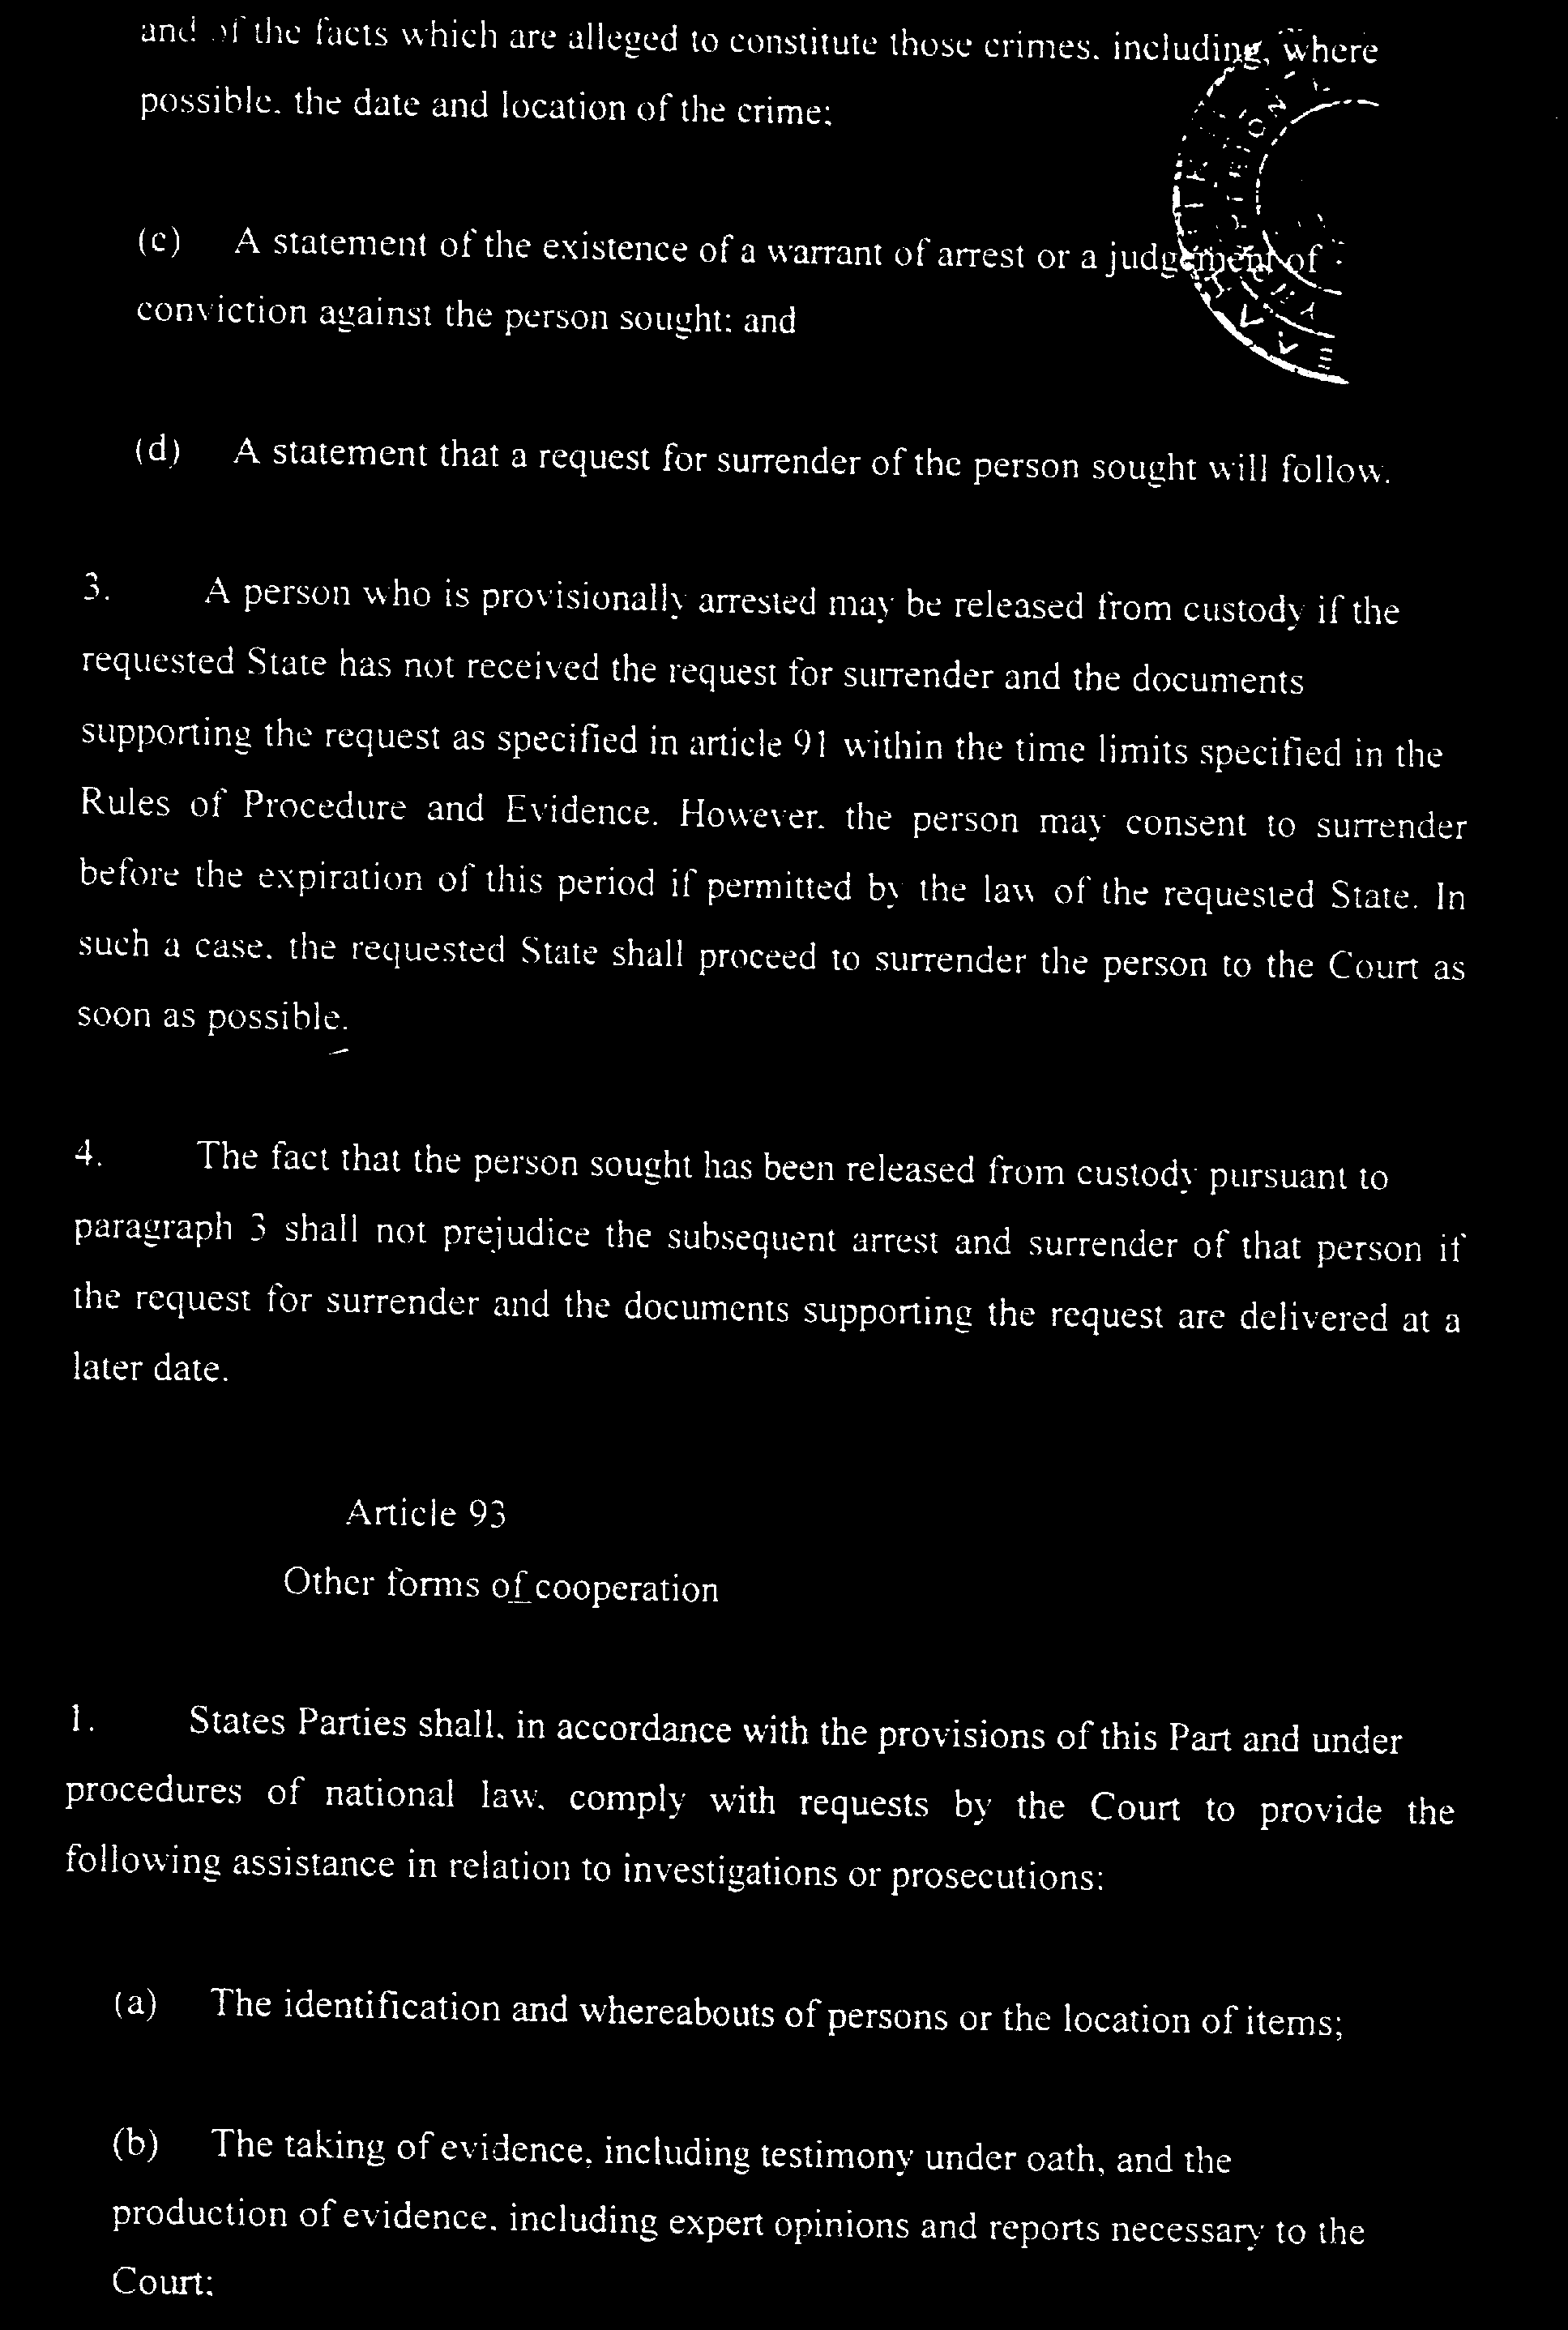 and of the facts which are alleged to constitute those crimes, including, where
possible, the date and location of the crime;
(c) A statement of the existence of a warrant of arrest or a judgement of
conviction against the person sought; and
(d) A statement that a request for surrender of the person sought will follow.
3. A person who is provisionally arrested may be released from custody if the
requested State has not received the request for surrender and the documents
supporting the request as specified in article 91 within the time limits specified in the
Rules of Procedure and Evidence. However, the person may consent to surrender
before the expiration of this period if permitted by the law of the requested State. In
such a case, the requested State shall proceed to surrender the person to the Court as
soon as possible.
4. The fact that the person sought has been released from custody pursuant to
paragraph 3 shall not prejudice the subsequent arrest and surrender of that person if
the request for surrender and the documents supporting the request are delivered at a
later date.
Article 93
Other forms of cooperation
1. States Parties shall, in accordance with the provisions of this Part and under
procedures of national law, comply with requests by the Court to provide the
following assistance in relation to investigations or prosecutions:
(a) The identification and whereabouts of persons or the location of items;
(b) The taking of evidence, including testimony under oath, and the
production of evidence, including expert opinions and reports necessary to the
Court;